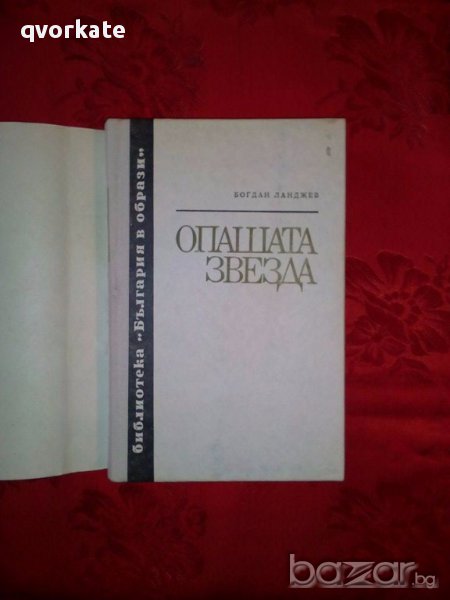 qvorkate
библиотека „България в образи“
БОГДАН ЛАНДЖЕВ
ОПАШАТА
ЗВЕЗДА
bazar.bg